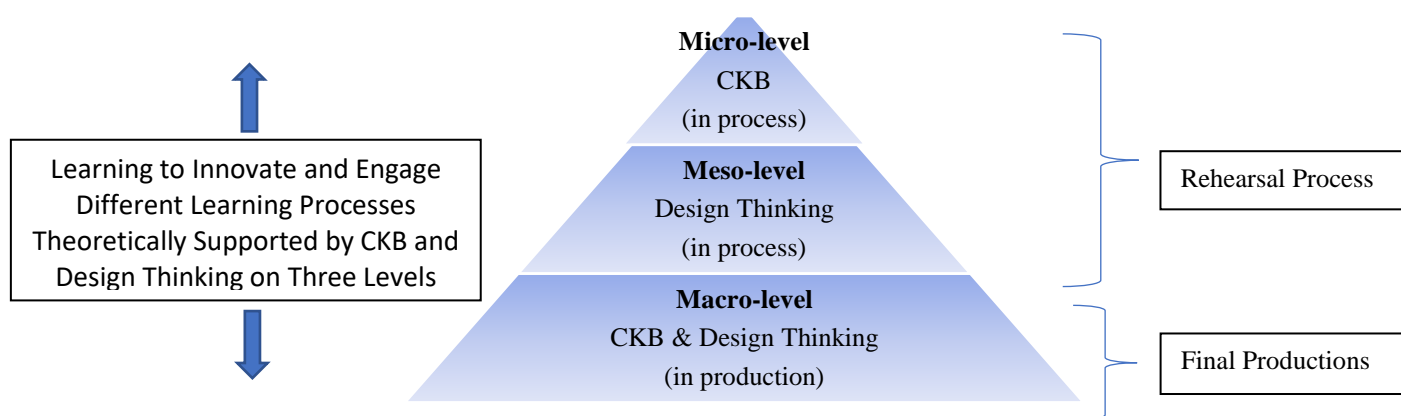 Learning to Innovate and Engage
Different Learning Processes
Theoretically Supported by CKB and
Design Thinking on Three Levels
Micro-level
CKB
(in process)
Meso-level
Design Thinking
(in process)
Macro-level
CKB & Design Thinking
(in production)
Rehearsal Process
Final Productions